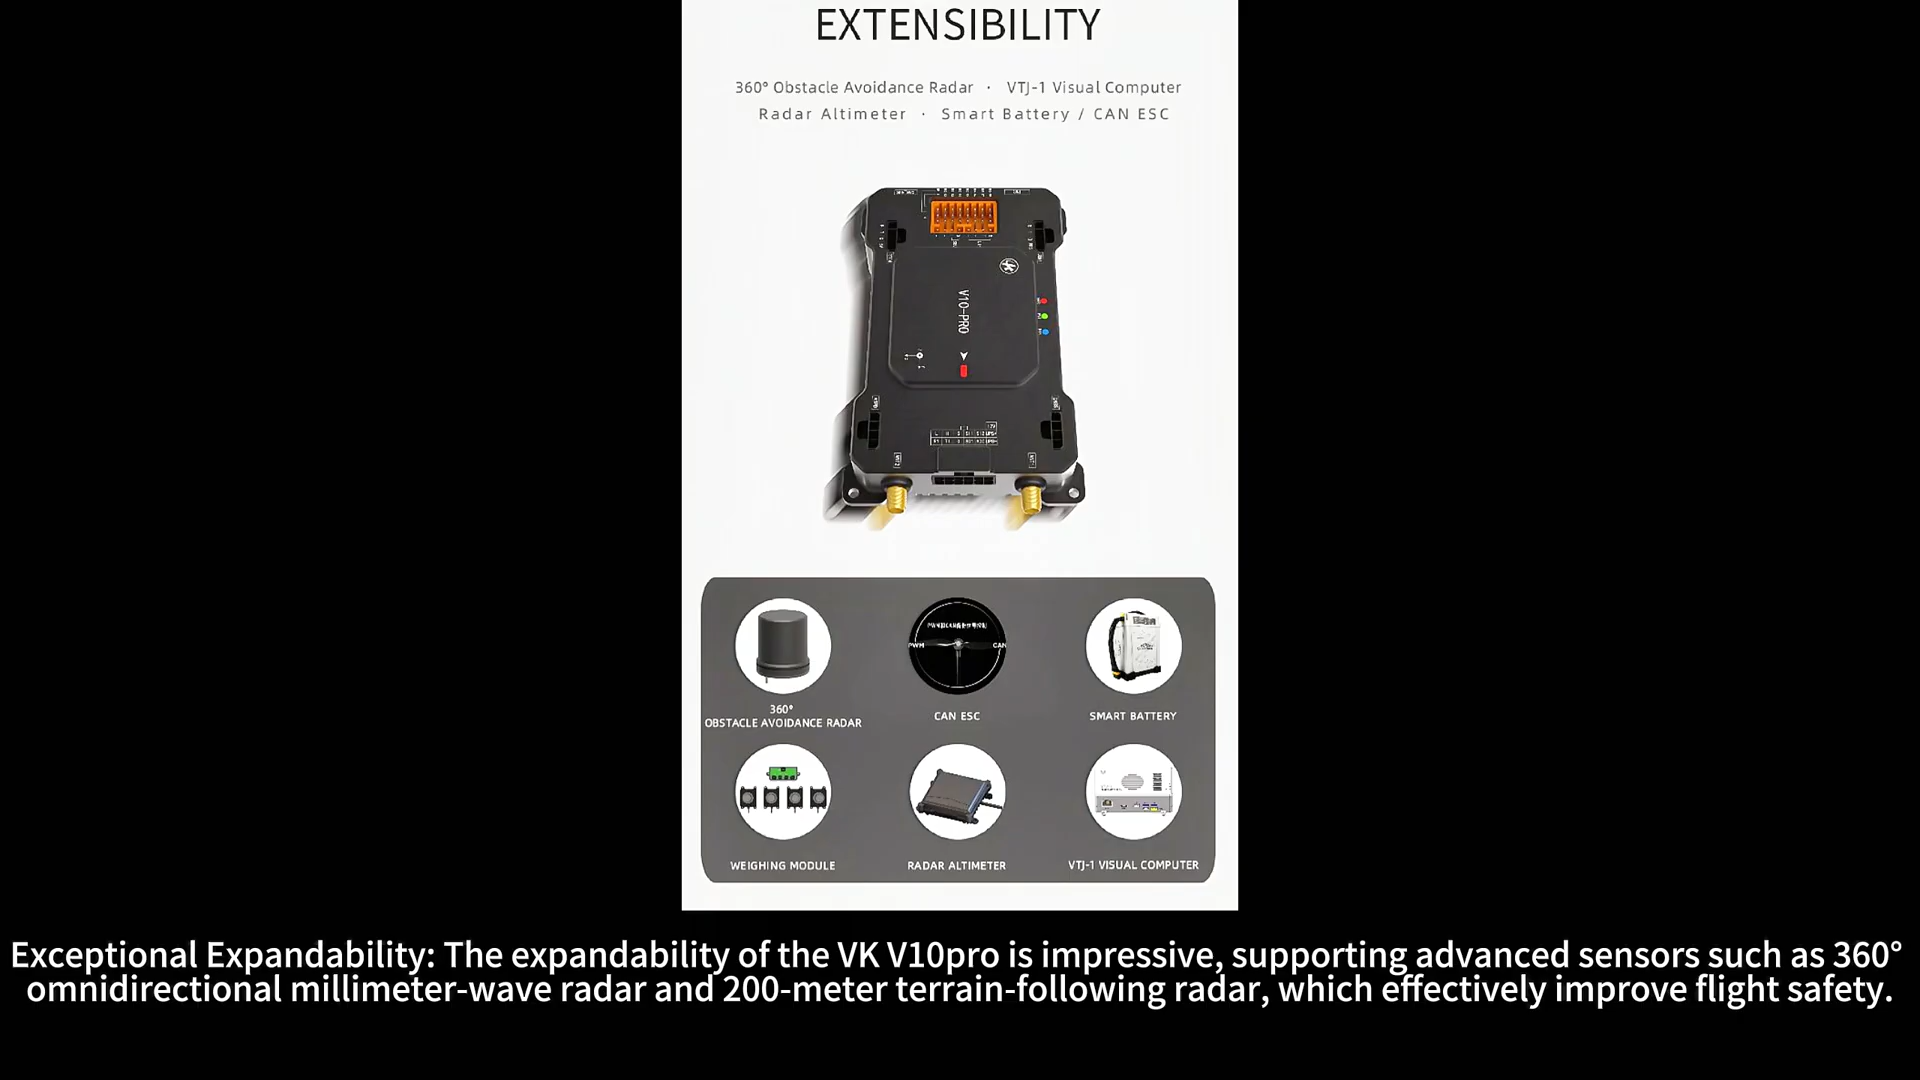 EXTENSIBILITY
360° Obstacle Avoidance Radar · VTJ-1 Visual Computer
Radar Altimeter · Smart Battery / CAN ESC
V10-PRO
PWM
CAN
360°
OBSTACLE AVOIDANCE RADAR
CAN ESC
SMART BATTERY
WEIGHING MODULE
RADAR ALTIMETER
VTJ-1 VISUAL COMPUTER
Exceptional Expandability: The expandability of the VK V10pro is impressive, supporting advanced sensors such as 360°
omnidirectional millimeter-wave radar and 200-meter terrain-following radar, which effectively improve flight safety.